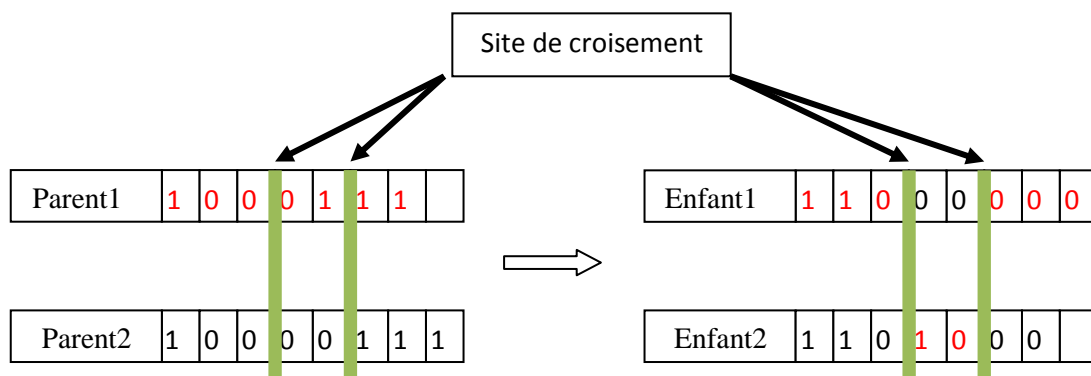 Site de croisement
Parent1 1 0 0 0 1 1 1
Enfant1 1 1 0 0 0 0 0 0
Parent2 1 0 0 0 0 1 1 1
Enfant2 1 1 0 1 0 0 0